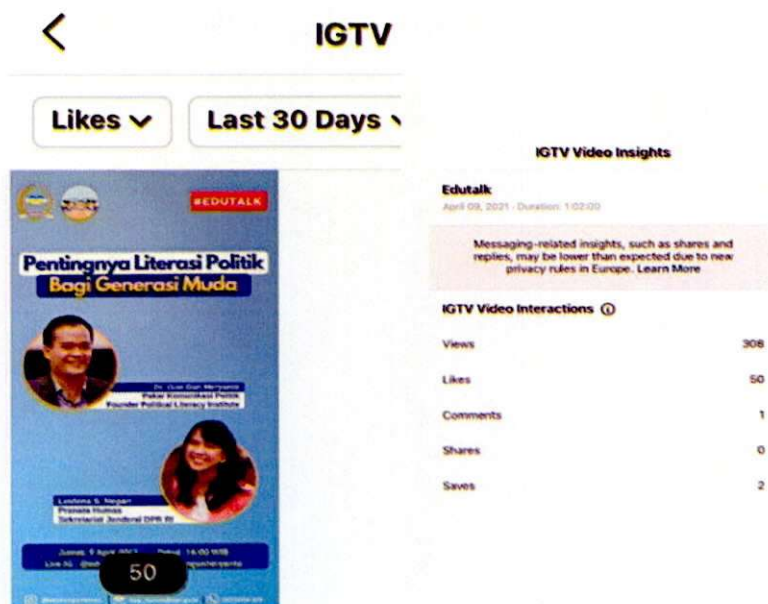 IGTV
Likes
Last 30 Days
#EDUTALK
Pentingnya Literasi Politik
Bagi Generasi Muda
Pakar Komunikasi Politik
Founder Political Literacy Institute
Pranata Humas
Sekretariat Jenderal DPR RI
50
IGTV Video Insights
Edutalk
April 09, 2021 · Duration: 1:02:00
Messaging-related insights, such as shares and
replies, may be lower than expected due to new
privacy rules in Europe. Learn More
IGTV Video Interactions
Views 308
Likes 50
Comments 1
Shares 0
Saves 2